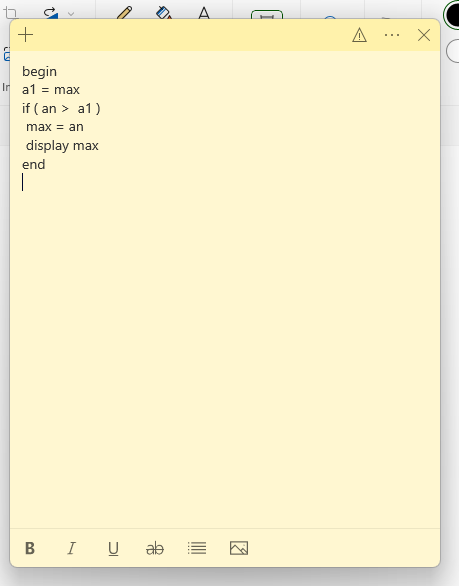 begin
a1 = max
if ( an >  a1 )
 max = an
 display max
end
B I U ab